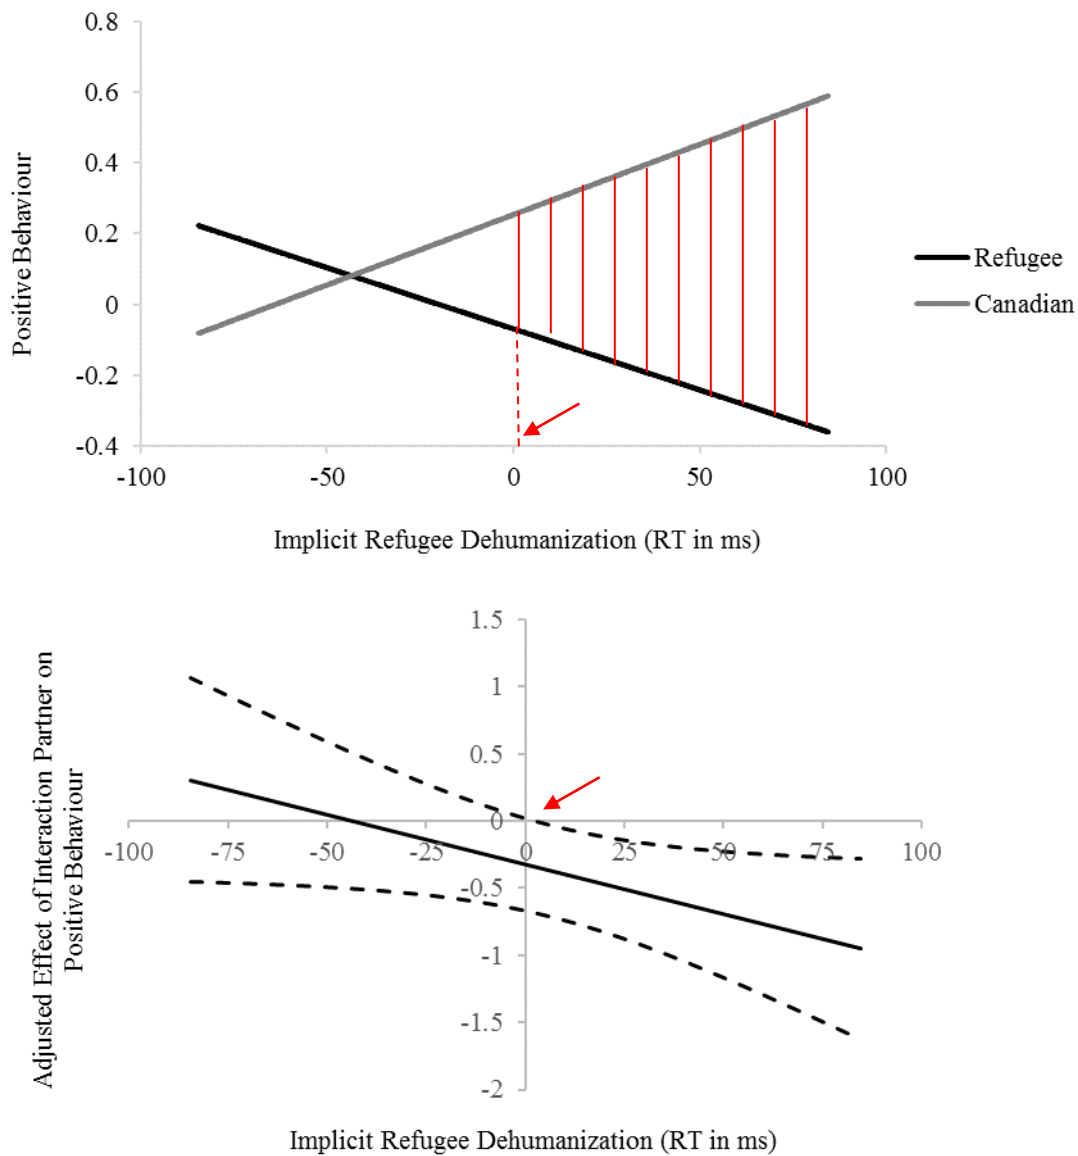 0.8
0.6
0.4
0.2
0
-0.2
-0.4
Positive Behaviour
-100 -50 0 50 100
Implicit Refugee Dehumanization (RT in ms)
Refugee
Canadian
1.5
1
0.5
0
-0.5
-1
-1.5
-2
Adjusted Effect of Interaction Partner on
Positive Behaviour
-100 -75 -50 -25 0 25 50 75 100
Implicit Refugee Dehumanization (RT in ms)